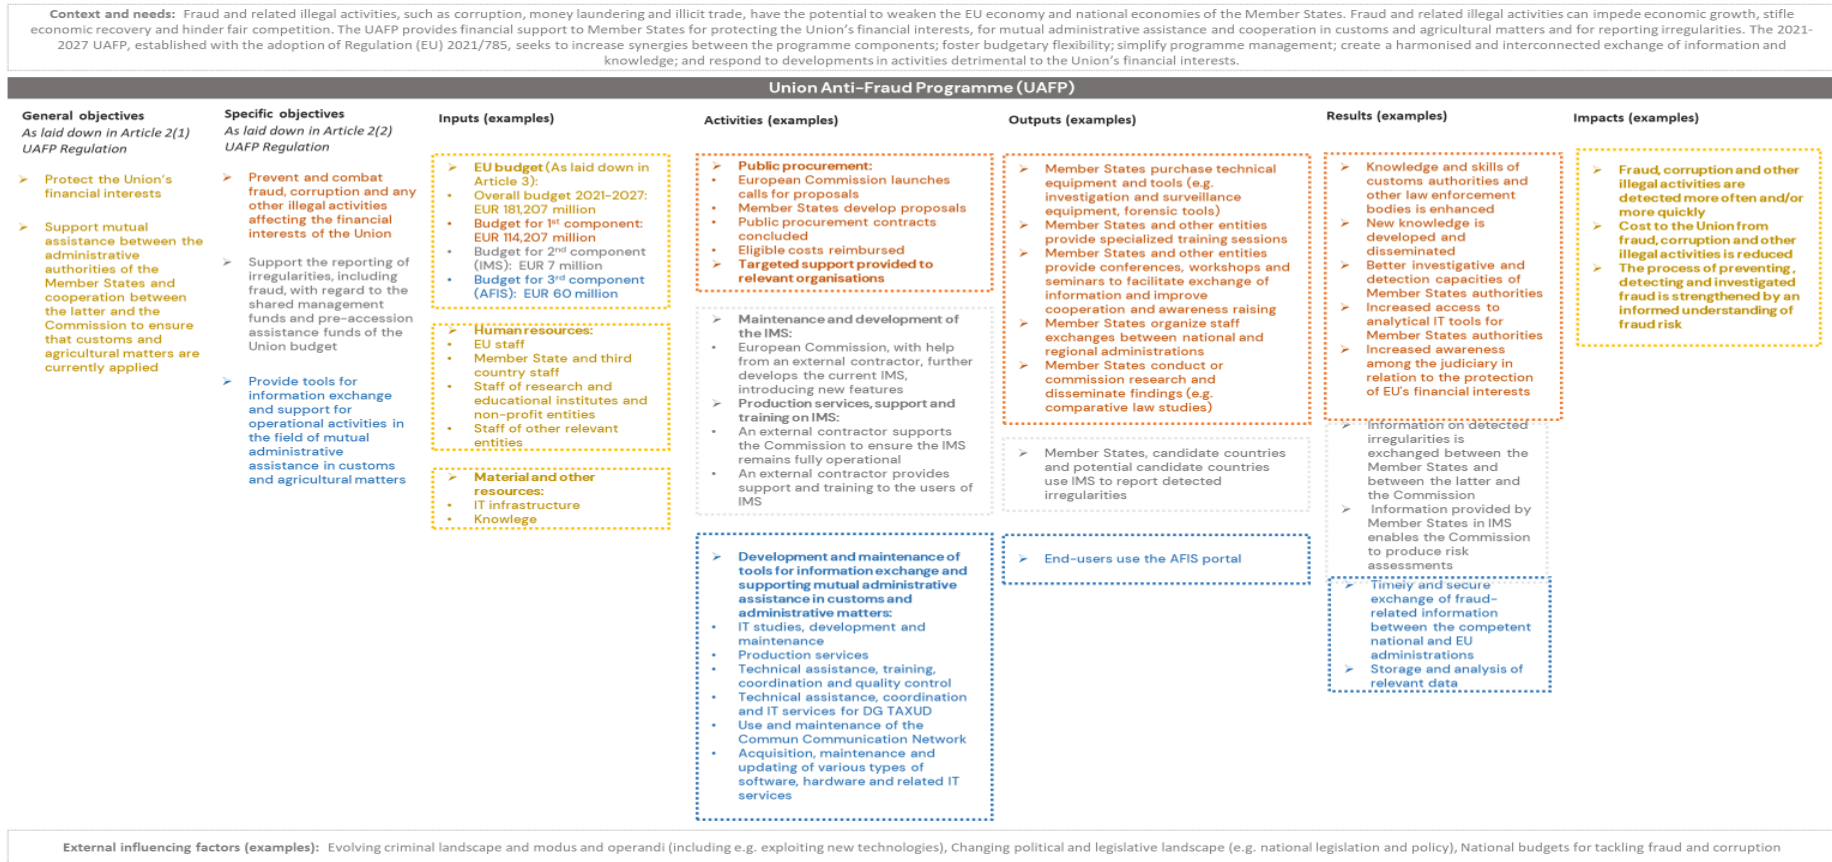 Context and needs: Fraud and related illegal activities, such as corruption, money laundering and illicit trade, have the potential to weaken the EU economy and national economies of the Member States. Fraud and related illegal activities can impede economic growth, stifle
economic recovery and hinder fair competition. The UAFP provides financial support to Member States for protecting the Union's financial interests, for mutual administrative assistance and cooperation in customs and agricultural matters and for reporting irregularities. The 2021-
2027 UAFP, established with the adoption of Regulation (EU) 2021/785, seeks to increase synergies between the programme components; foster budgetary flexibility; simplify programme management; create a harmonised and interconnected exchange of information and
knowledge; and respond to developments in activities detrimental to the Union's financial interests.
Union Anti-Fraud Programme (UAFP)
General objectives
As laid down in Article 2(1)
UAFP Regulation
➢ Protect the Union's
financial interests
➢ Support mutual
assistance between the
administrative
authorities of the
Member States and
cooperation between
the latter and the
Commission to ensure
that customs and
agricultural matters are
currently applied
Specific objectives
As laid down in Article 2(2)
UAFP Regulation
➢ Prevent and combat
fraud, corruption and any
other illegal activities
affecting the financial
interests of the Union
➢ Support the reporting of
irregularities, including
fraud, with regard to the
shared management
funds and pre-accession
assistance funds of the
Union budget
➢ Provide tools for
information exchange
and support for
operational activities in
the field of mutual
administrative
assistance in customs
and agricultural matters
Inputs (examples)
➢ EU budget (As laid down in
Article 3):
• Overall budget 2021-2027:
EUR 181,207 million
• Budget for 1st component:
EUR 114,207 million
• Budget for 2nd component
(IMS): EUR 7 million
• Budget for 3rd component
(AFIS): EUR 60 million
➢ Human resources:
• EU staff
• Member State and third
country staff
• Staff of research and
educational institutes and
non-profit entities
• Staff of other relevant
entities
➢ Material and other
resources:
• IT infrastructure
• Knowlege
Activities (examples)
➢ Public procurement:
• European Commission launches
calls for proposals
• Member States develop proposals
• Public procurement contracts
concluded
• Eligible costs reimbursed
➢ Targeted support provided to
relevant organisations
➢ Maintenance and development of
the IMS:
• European Commission, with help
from an external contractor, further
develops the current IMS,
introducing new features
➢ Production services, support and
training on IMS:
• An external contractor supports
the Commission to ensure the IMS
remains fully operational
• An external contractor provides
support and training to the users of
IMS
➢ Development and maintenance of
tools for information exchange and
supporting mutual administrative
assistance in customs and
administrative matters:
• IT studies, development and
maintenance
• Production services
• Technical assistance, training,
coordination and quality control
• Technical assistance, coordination
and IT services for DG TAXUD
• Use and maintenance of the
Commun Communication Network
• Acquisition, maintenance and
updating of various types of
software, hardware and related IT
services
Outputs (examples)
➢ Member States purchase technical
equipment and tools (e.g.
investigation and surveillance
equipment, forensic tools)
➢ Member States and other entities
provide specialized training sessions
➢ Member States and other entities
provide conferences, workshops and
seminars to facilitate exchange of
information and improve
cooperation and awareness raising
➢ Member States organize staff
exchanges between national and
regional administrations
➢ Member States conduct or
commission research and
disseminate findings (e.g.
comparative law studies)
➢ Member States, candidate countries
and potential candidate countries
use IMS to report detected
irregularities
➢ End-users use the AFIS portal
Results (examples)
➢ Knowledge and skills of
customs authorities and
other law enforcement
bodies is enhanced
➢ New knowledge is
developed and
disseminated
➢ Better investigative and
detection capacities of
Member States authorities
➢ Increased access to
analytical IT tools for
Member States authorities
➢ Increased awareness
among the judiciary in
relation to the protection
of EU's financial interests
➢ Information on detected
irregularities is
exchanged between the
Member States and
between the latter and
the Commission
➢ Information provided by
Member States in IMS
enables the Commission
to produce risk
assessments
➢ Timely and secure
exchange of fraud-
related information
between the competent
national and EU
administrations
➢ Storage and analysis of
relevant data
Impacts (examples)
➢ Fraud, corruption and other
illegal activities are
detected more often and/or
more quickly
➢ Cost to the Union from
fraud, corruption and other
illegal activities is reduced
➢ The process of preventing,
detecting and investigated
fraud is strengthened by an
informed understanding of
fraud risk
External influencing factors (examples): Evolving criminal landscape and modus and operandi (including e.g. exploiting new technologies), Changing political and legislative landscape (e.g. national legislation and policy), National budgets for tackling fraud and corruption